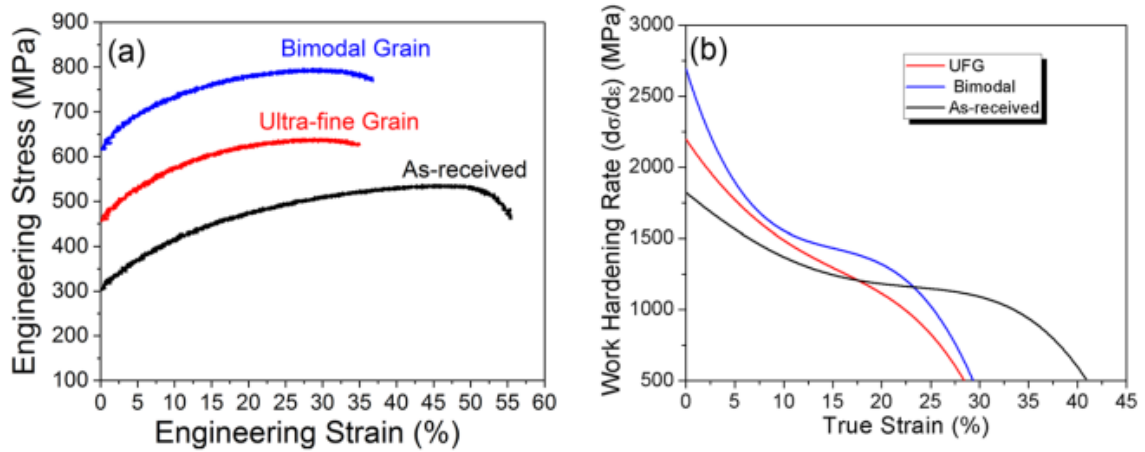 (a)
Engineering Stress (MPa)
900
800
700
600
500
400
300
200
100
Bimodal Grain
Ultra-fine Grain
As-received
0 5 10 15 20 25 30 35 40 45 50 55 60
Engineering Strain (%)
(b)
Work Hardening Rate (dσ/dε) (MPa)
3000
2500
2000
1500
1000
500
UFG
Bimodal
As-received
0 5 10 15 20 25 30 35 40 45
True Strain (%)